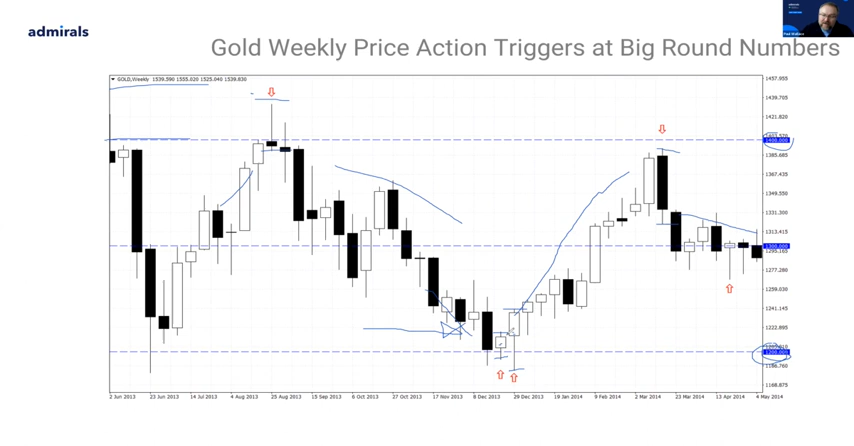 admirals
Gold Weekly Price Action Triggers at Big Round Numbers
GOLD,Weekly 1539.590 1555.020 1525.040 1539.830
1457.955
1439.705
1421.820
1403.570
1400.000
1385.685
1367.435
1349.550
1331.300
1313.415
1300.000
1295.165
1277.280
1259.030
1241.145
1222.895
1200.000
1186.760
1168.875
2 Jun 2013
23 Jun 2013
14 Jul 2013
4 Aug 2013
25 Aug 2013
15 Sep 2013
6 Oct 2013
27 Oct 2013
17 Nov 2013
8 Dec 2013
29 Dec 2013
19 Jan 2014
9 Feb 2014
2 Mar 2014
23 Mar 2014
13 Apr 2014
4 May 2014